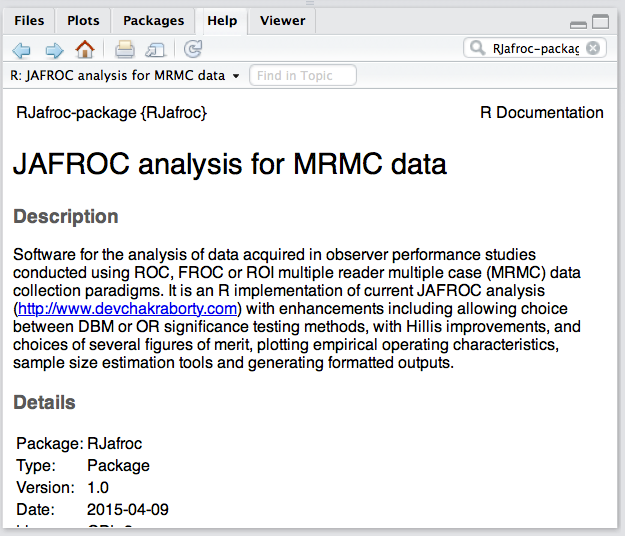 Files Plots Packages Help Viewer
RJafroc-packag
R: JAFROC analysis for MRMC data Find in Topic
RJafroc-package {RJafroc} R Documentation
JAFROC analysis for MRMC data
Description
Software for the analysis of data acquired in observer performance studies
conducted using ROC, FROC or ROI multiple reader multiple case (MRMC) data
collection paradigms. It is an R implementation of current JAFROC analysis
(http://www.devchakraborty.com) with enhancements including allowing choice
between DBM or OR significance testing methods, with Hillis improvements, and
choices of several figures of merit, plotting empirical operating characteristics,
sample size estimation tools and generating formatted outputs.
Details
Package: RJafroc
Type: Package
Version: 1.0
Date: 2015-04-09